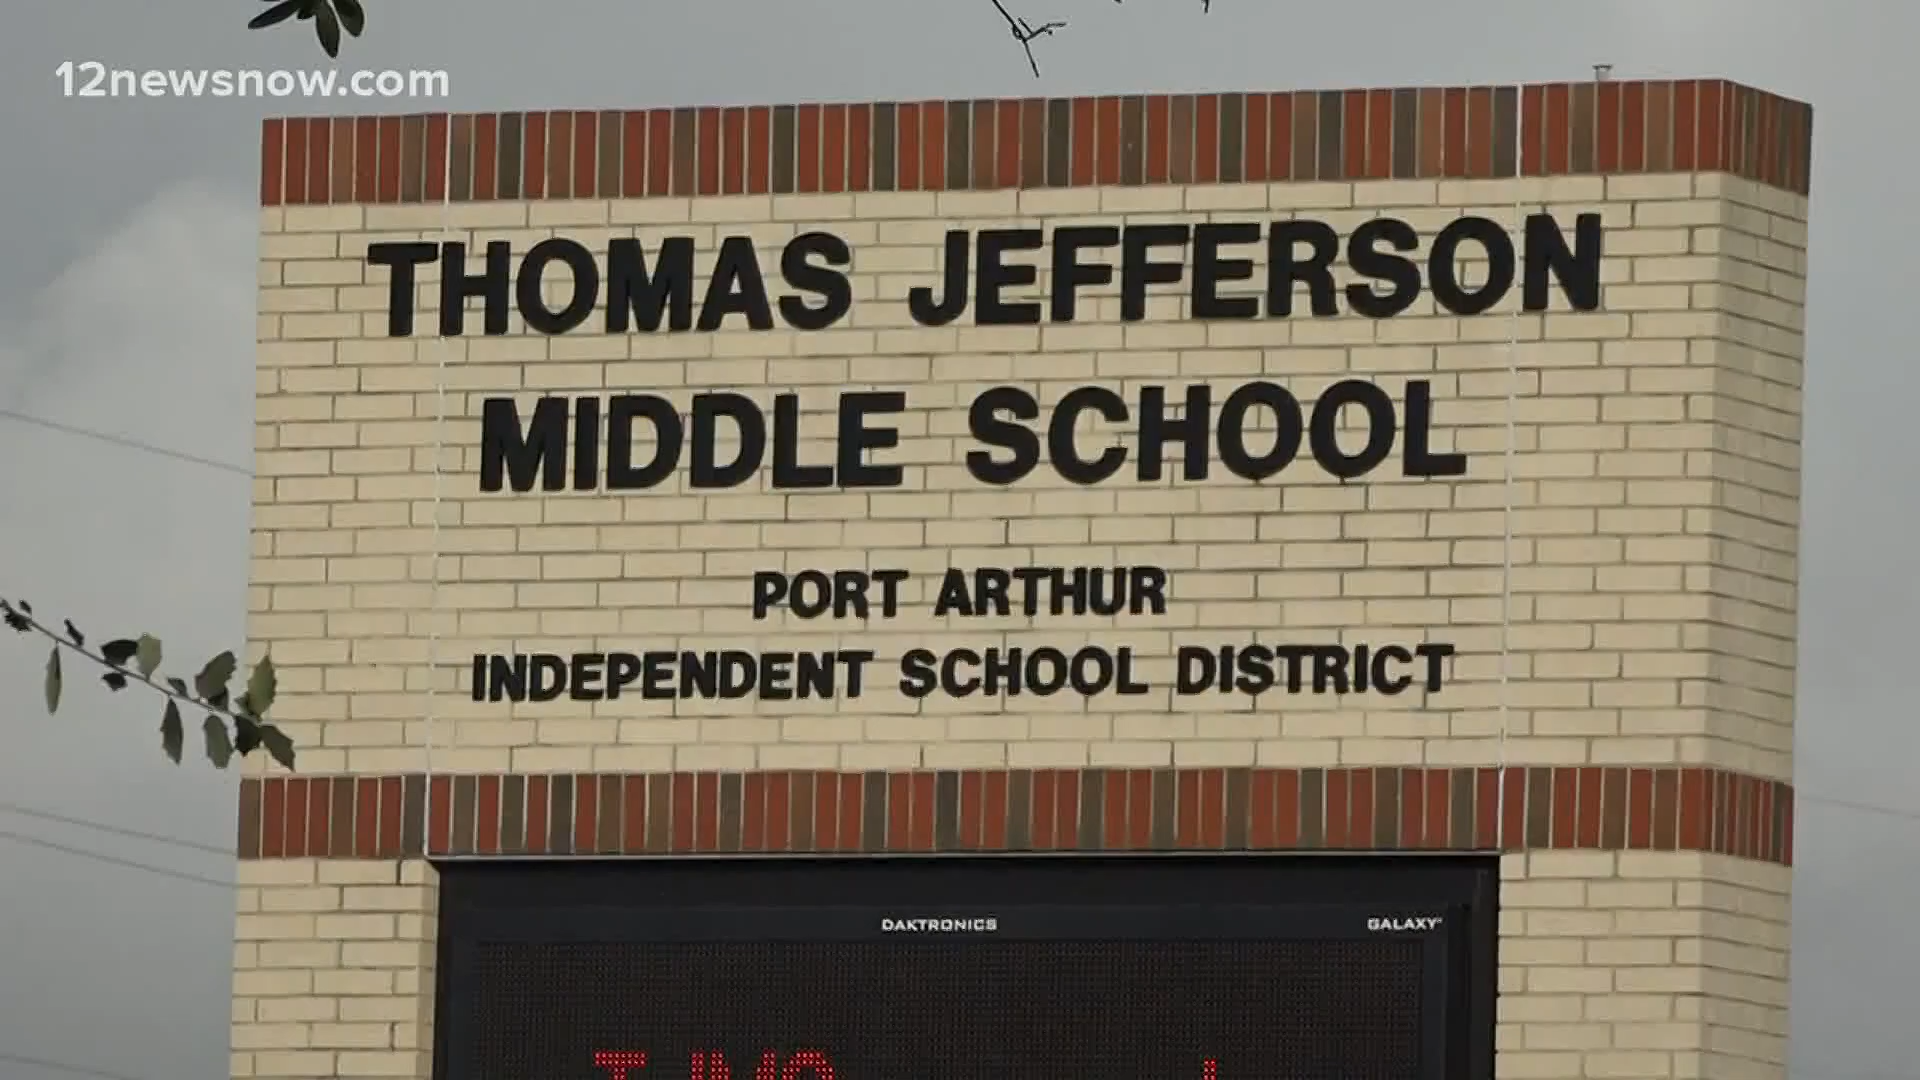 12newsnow.com
THOMAS JEFFERSON
MIDDLE SCHOOL
PORT ARTHUR
INDEPENDENT SCHOOL DISTRICT
DAKTRONICS GALAXY